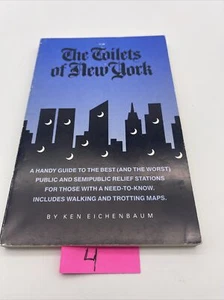 The Toilets
of New York
A HANDY GUIDE TO THE BEST (AND THE WORST)
PUBLIC AND SEMIPUBLIC RELIEF STATIONS
FOR THOSE WITH A NEED-TO-KNOW.
INCLUDES WALKING AND TROTTING MAPS.
BY KEN EICHENBAUM
4